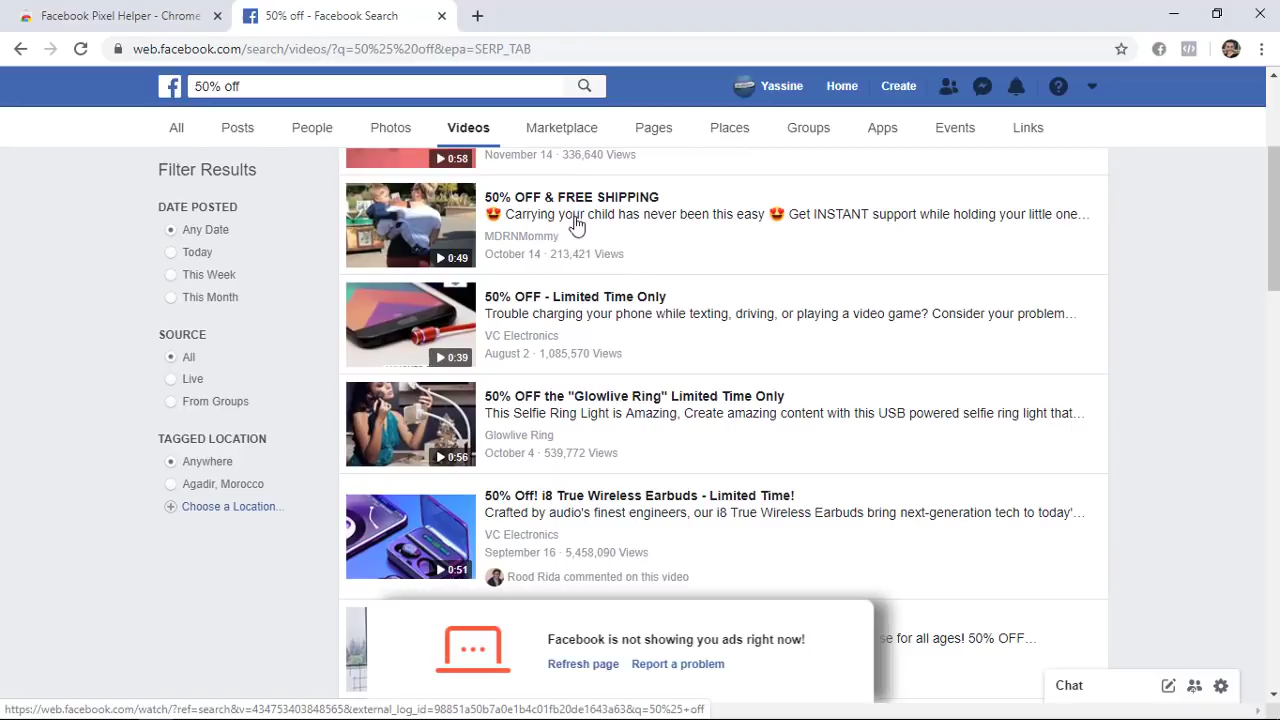 Facebook Pixel Helper - Chrome
50% off - Facebook Search
web.facebook.com/search/videos/?q=50%25%20off&epa=SERP_TAB
50% off
Yassine
Home
Create
All
Posts
People
Photos
Videos
Marketplace
Pages
Places
Groups
Apps
Events
Links
Filter Results
DATE POSTED
Any Date
Today
This Week
This Month
SOURCE
All
Live
From Groups
TAGGED LOCATION
Anywhere
Agadir, Morocco
Choose a Location...
0:58
November 14 · 336,640 Views
50% OFF & FREE SHIPPING
😍 Carrying your child has never been this easy 😍 Get INSTANT support while holding your little one...
MDRNMommy
October 14 · 213,421 Views
0:49
50% OFF - Limited Time Only
Trouble charging your phone while texting, driving, or playing a video game? Consider your problem...
VC Electronics
August 2 · 1,085,570 Views
0:39
50% OFF the "Glowlive Ring" Limited Time Only
This Selfie Ring Light is Amazing, Create amazing content with this USB powered selfie ring light that...
Glowlive Ring
October 4 · 539,772 Views
0:56
50% Off! i8 True Wireless Earbuds - Limited Time!
Crafted by audio's finest engineers, our i8 True Wireless Earbuds bring next-generation tech to today'...
VC Electronics
September 16 · 5,458,090 Views
0:51
Rood Rida commented on this video
se for all ages! 50% OFF...
Facebook is not showing you ads right now!
Refresh page
Report a problem
Chat
https://web.facebook.com/watch/?ref=search&v=434753403848565&external_log_id=98851a50b7a0e1b4c01fb20de1643a63&q=50%25+off